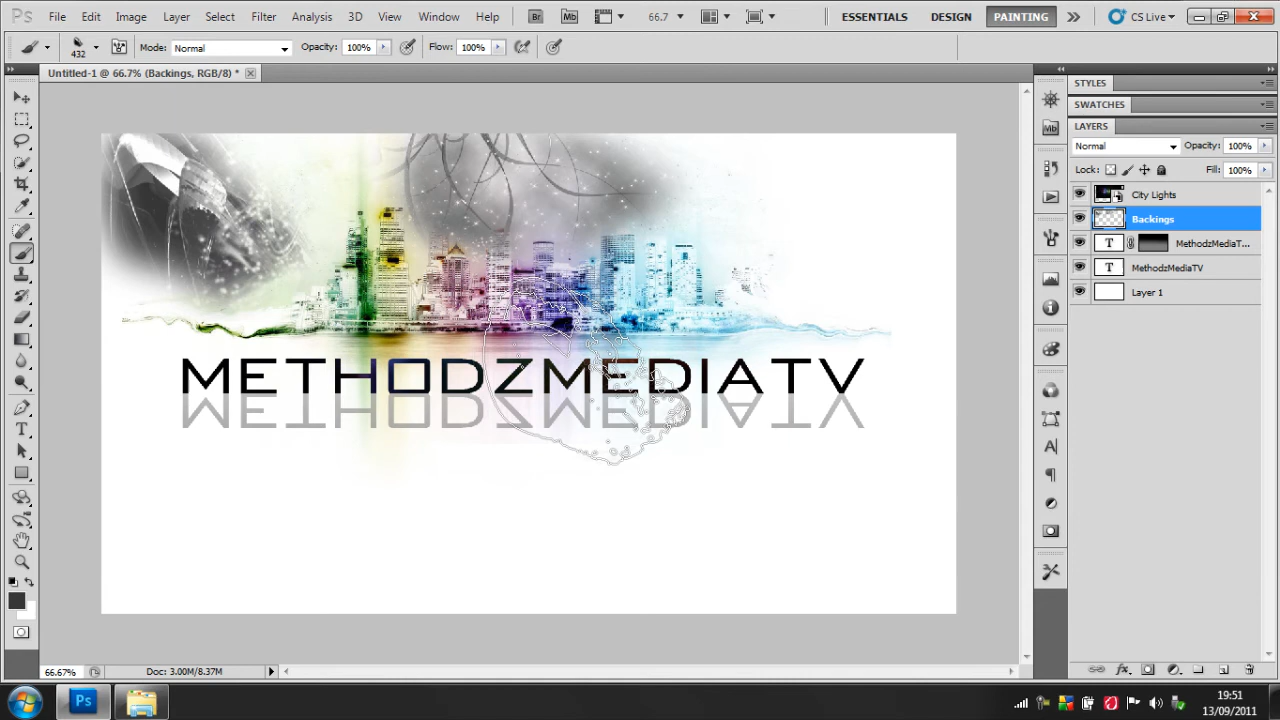 Ps File Edit Image Layer Select Filter Analysis 3D View Window Help Br Mb 66.7 ESSENTIALS DESIGN PAINTING CS Live
432 Mode: Normal Opacity: 100% Flow: 100%
Untitled-1 @ 66.7% (Backings, RGB/8) *
STYLES
SWATCHES
LAYERS
Normal Opacity: 100%
Lock: Fill: 100%
City Lights
Backings
T MethodzMediaT...
T MethodzMediaTV
Layer 1
METHODZMEDIATV
METHODZMEDIATV
66.67% Doc: 3.00M/8.37M
Ps
19:51
13/09/2011